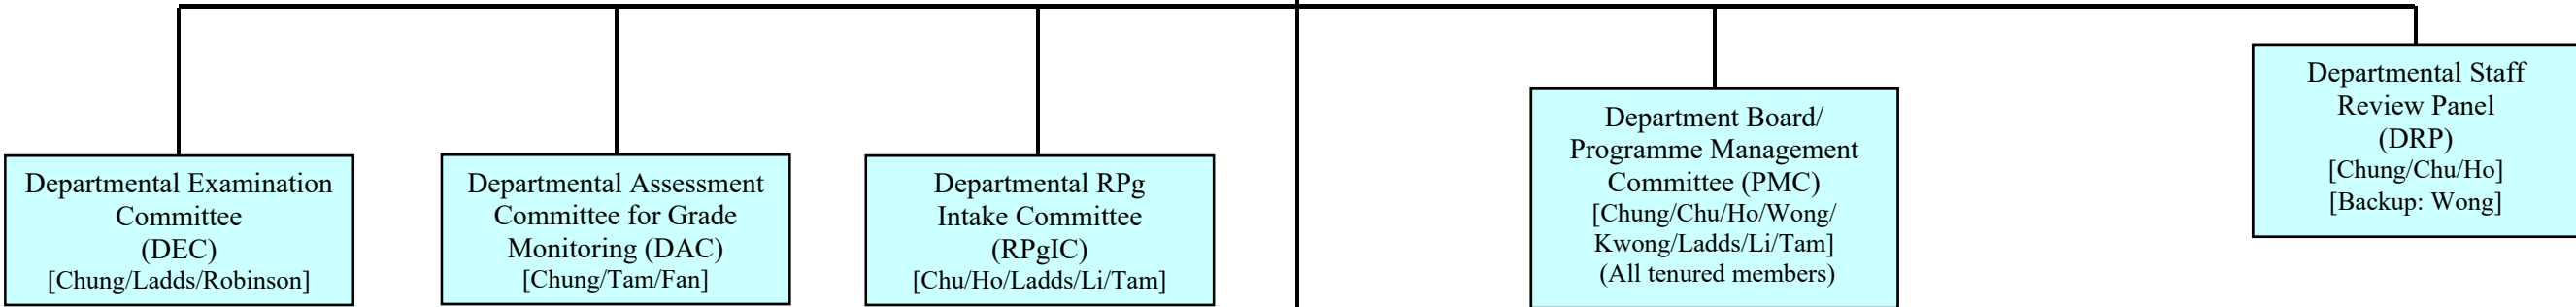 Departmental Examination
Committee
(DEC)
[Chung/Ladds/Robinson]
Departmental Assessment
Committee for Grade
Monitoring (DAC)
[Chung/Tam/Fan]
Departmental RPg
Intake Committee
(RPgIC)
[Chu/Ho/Ladds/Li/Tam]
Department Board/
Programme Management
Committee (PMC)
[Chung/Chu/Ho/Wong/
Kwong/Ladds/Li/Tam]
(All tenured members)
Departmental Staff
Review Panel
(DRP)
[Chung/Chu/Ho]
[Backup: Wong]